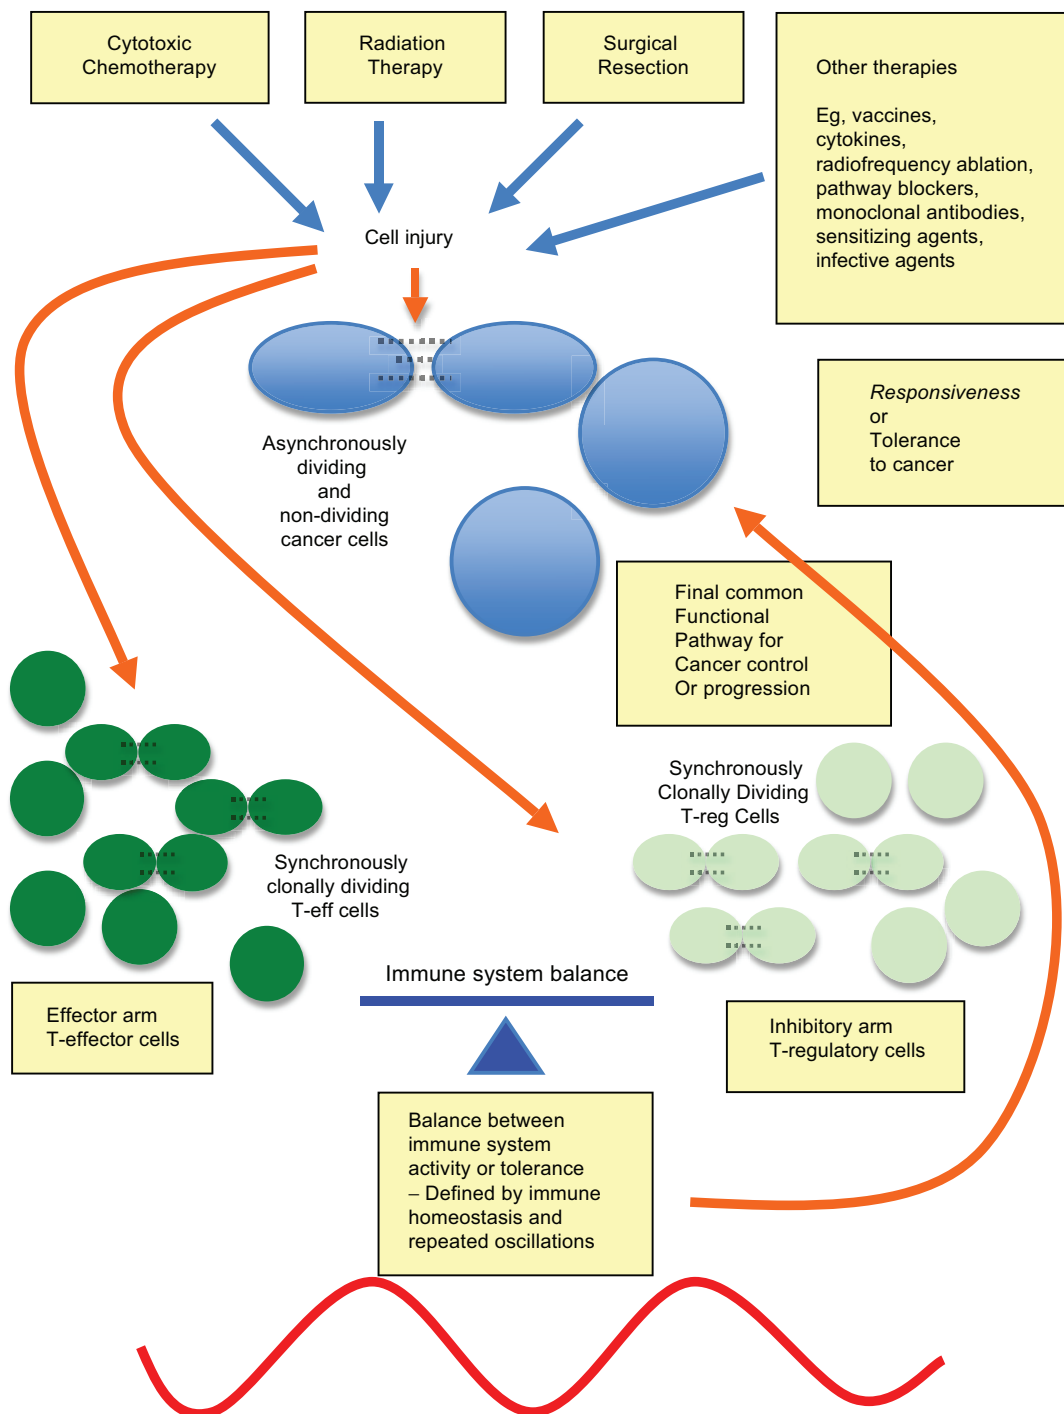 Cytotoxic
Chemotherapy
Radiation
Therapy
Surgical
Resection
Other therapies
Eg, vaccines,
cytokines,
radiofrequency ablation,
pathway blockers,
monoclonal antibodies,
sensitizing agents,
infective agents
Cell injury
Responsiveness
or
Tolerance
to cancer
Asynchronously
dividing
and
non-dividing
cancer cells
Final common
Functional
Pathway for
Cancer control
Or progression
Synchronously
Clonally Dividing
T-reg Cells
Synchronously
clonally dividing
T-eff cells
Immune system balance
Effector arm
T-effector cells
Inhibitory arm
T-regulatory cells
Balance between
immune system
activity or tolerance
– Defined by immune
homeostasis and
repeated oscillations